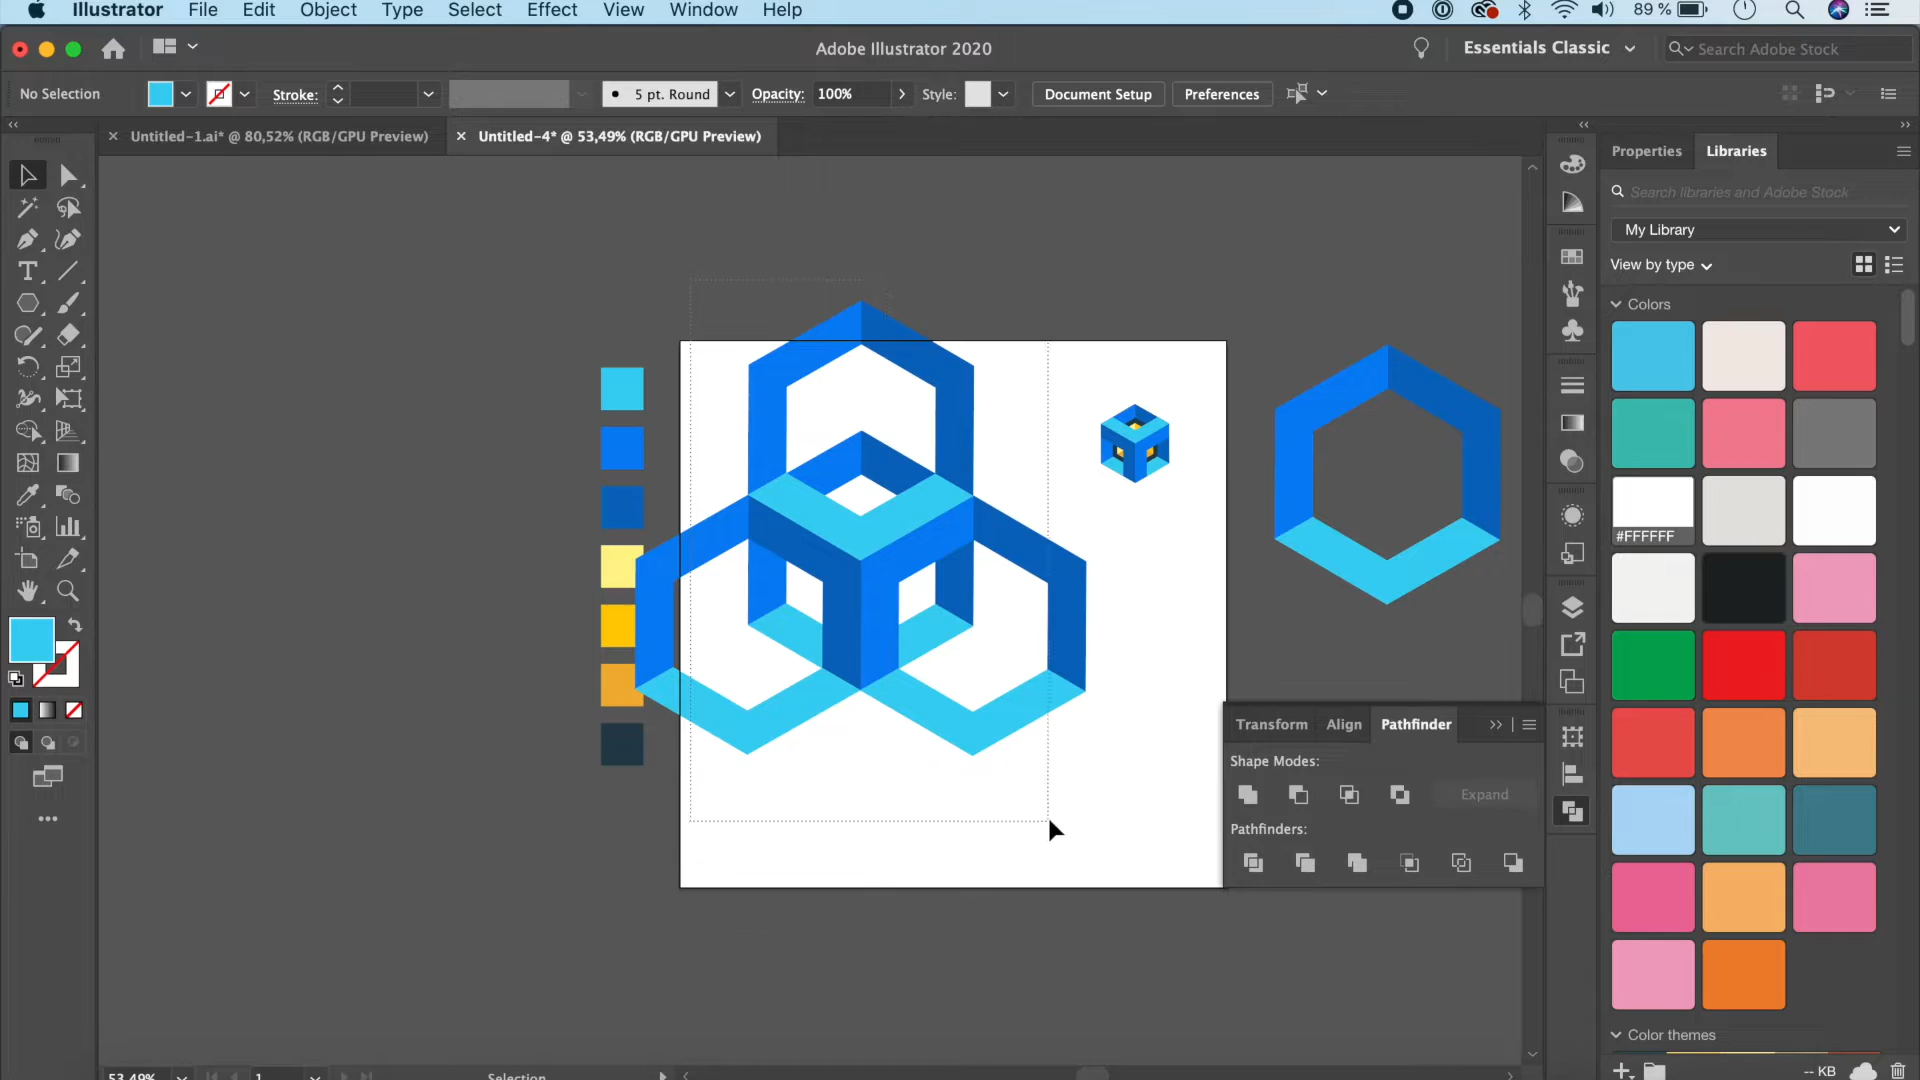 Illustrator File Edit Object Type Select Effect View Window Help 89 %
Adobe Illustrator 2020 Essentials Classic Search Adobe Stock
No Selection Stroke: 5 pt. Round Opacity: 100% Style: Document Setup Preferences
Untitled-1.ai* @ 80,52% (RGB/GPU Preview) Untitled-4* @ 53,49% (RGB/GPU Preview)
Properties Libraries
Search libraries and Adobe Stock
My Library
View by type
Colors
#FFFFFF
Transform Align Pathfinder
Shape Modes:
Expand
Pathfinders:
Color themes
53,49% 1 Selection -- KB